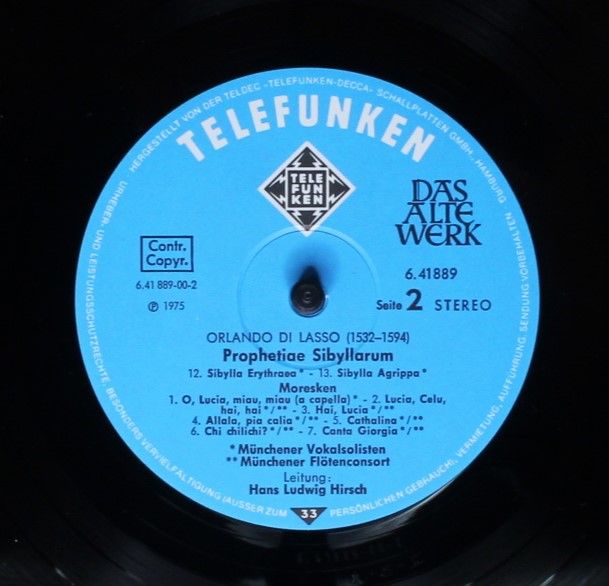 HERGESTELLT VON DER TELDEC »TELEFUNKEN-DECCA« SCHALLPLATTEN GMBH., HAMBURG
TELEFUNKEN
TELE
FUN
KEN
DAS
ALTE
WERK
Contr.
Copyr.
6.41889
6.41 889-00-2
Seite 2 STEREO
℗ 1975
ORLANDO DI LASSO (1532-1594)
Prophetiae Sibyllarum
12. Sibylla Erythraea* - 13. Sibylla Agrippa*
Moresken
1. O, Lucia, miau, miau (a capella)* - 2. Lucia, Celu,
hai, hai*/** - 3. Hai, Lucia*/**
4. Allala, pia calia*/** - 5. Cathalina*/**
6. Chi chilichi?*/** - 7. Canta Giorgia*/**
*Münchener Vokalsolisten
**Münchener Flötenconsort
Leitung:
Hans Ludwig Hirsch
33
URHEBER- UND LEISTUNGSSCHUTZRECHTE, BESONDERS VERVIELFÄLTIGUNG (AUSSER ZUM PERSÖNLICHEN GEBRAUCH), VERMIETUNG, AUFFÜHRUNG, SENDUNG VORBEHALTEN